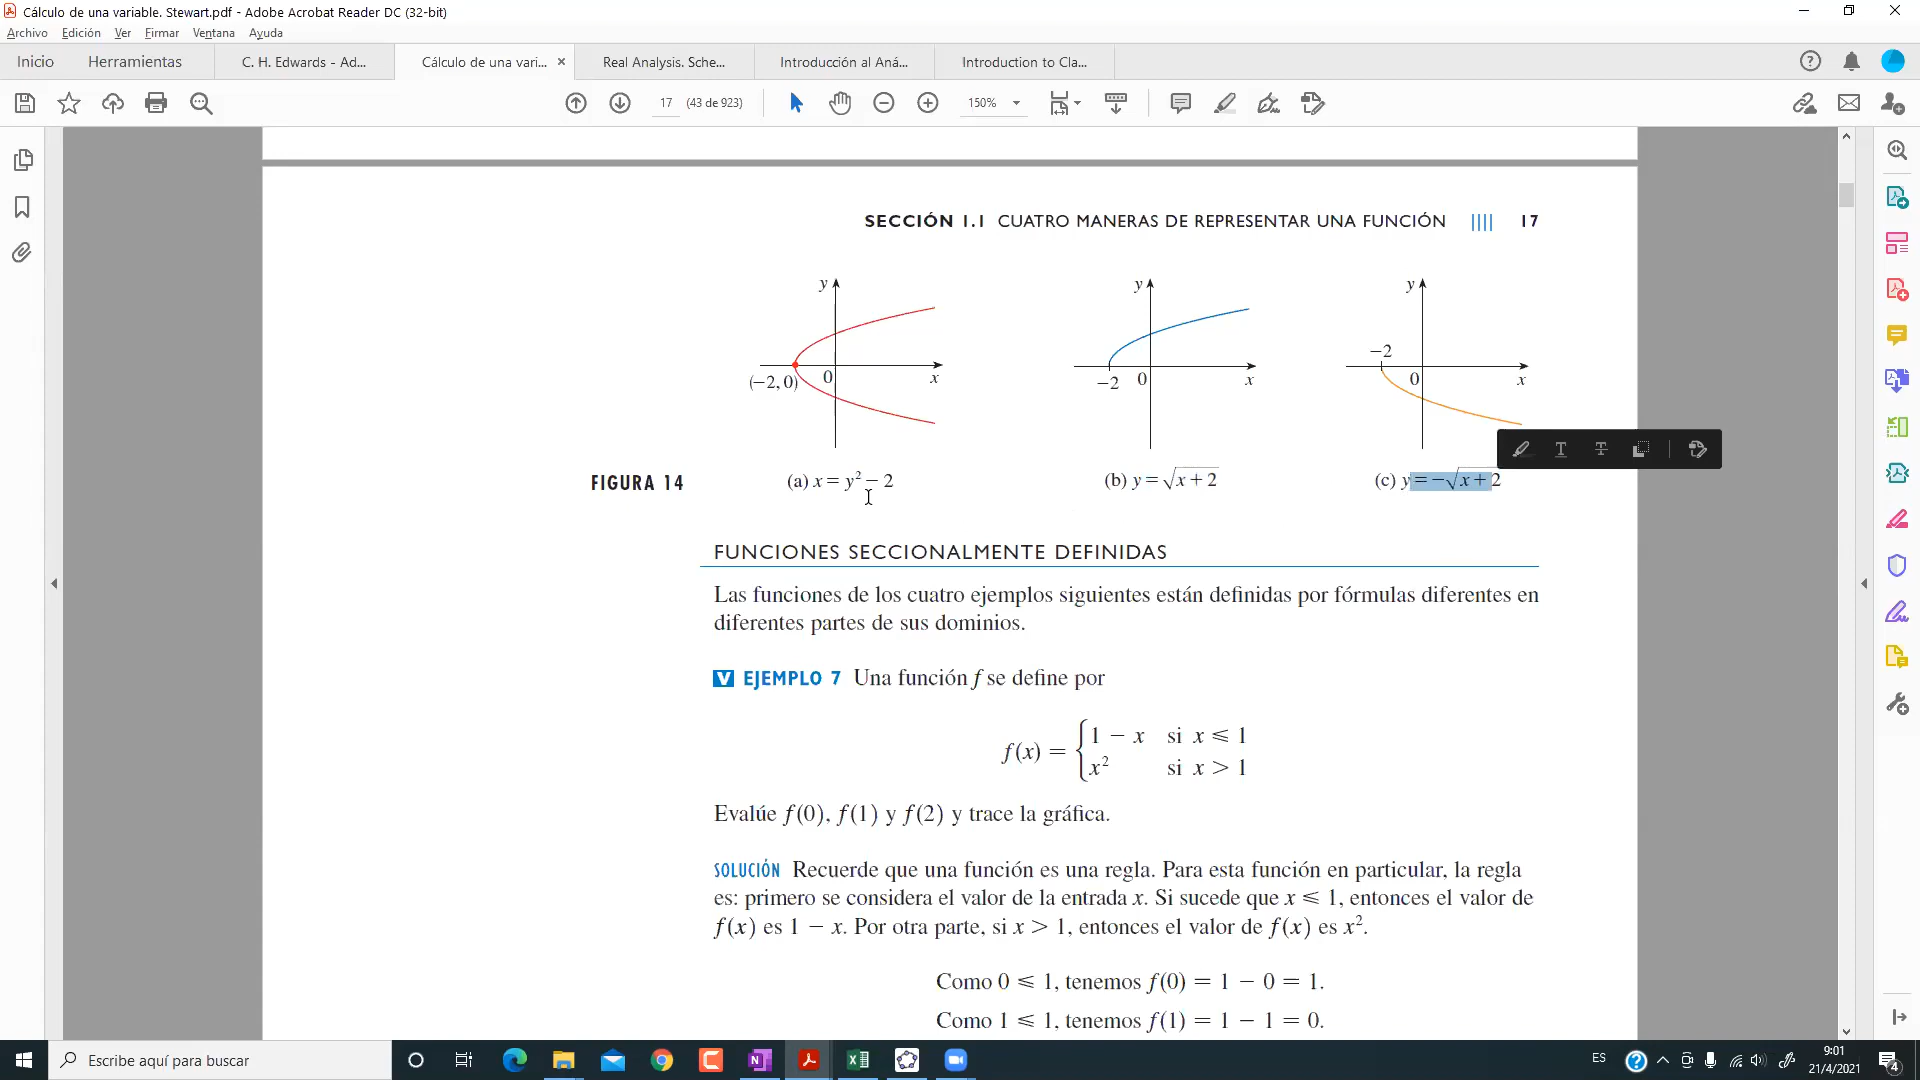 Cálculo de una variable. Stewart.pdf - Adobe Acrobat Reader DC (32-bit)
Archivo Edición Ver Firmar Ventana Ayuda
Inicio Herramientas C. H. Edwards - Ad... Cálculo de una vari... × Real Analysis. Sche... Introducción al Aná... Introduction to Cla...
17 (43 de 923) 150%
SECCIÓN 1.1 CUATRO MANERAS DE REPRESENTAR UNA FUNCIÓN |||| 17
y y y
−2
(−2, 0) 0 x −2 0 x 0 x
FIGURA 14 (a) x = y² − 2 (b) y = √x + 2 (c) y = −√x + 2
FUNCIONES SECCIONALMENTE DEFINIDAS
Las funciones de los cuatro ejemplos siguientes están definidas por fórmulas diferentes en
diferentes partes de sus dominios.
V EJEMPLO 7 Una función f se define por
f(x) = { 1 − x si x ⩽ 1
x² si x > 1
Evalúe f(0), f(1) y f(2) y trace la gráfica.
SOLUCIÓN Recuerde que una función es una regla. Para esta función en particular, la regla
es: primero se considera el valor de la entrada x. Si sucede que x ⩽ 1, entonces el valor de
f(x) es 1 − x. Por otra parte, si x > 1, entonces el valor de f(x) es x².
Como 0 ⩽ 1, tenemos f(0) = 1 − 0 = 1.
Como 1 ⩽ 1, tenemos f(1) = 1 − 1 = 0.
Escribe aquí para buscar
ES
9:01
21/4/2021
4